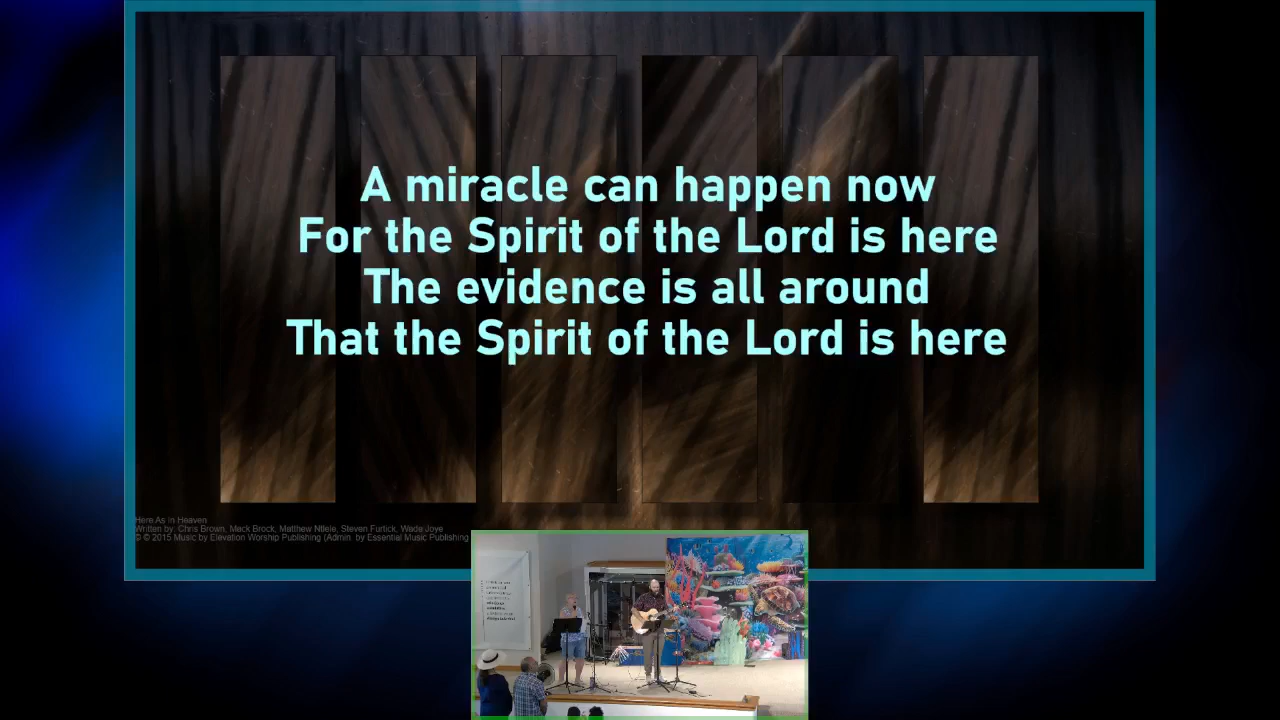 A miracle can happen now
For the Spirit of the Lord is here
The evidence is all around
That the Spirit of the Lord is here
Here As In Heaven
Written by: Chris Brown, Mack Brock, Matthew Ntlele, Steven Furtick, Wade Joye
© © 2015 Music by Elevation Worship Publishing (Admin. by Essential Music Publishing